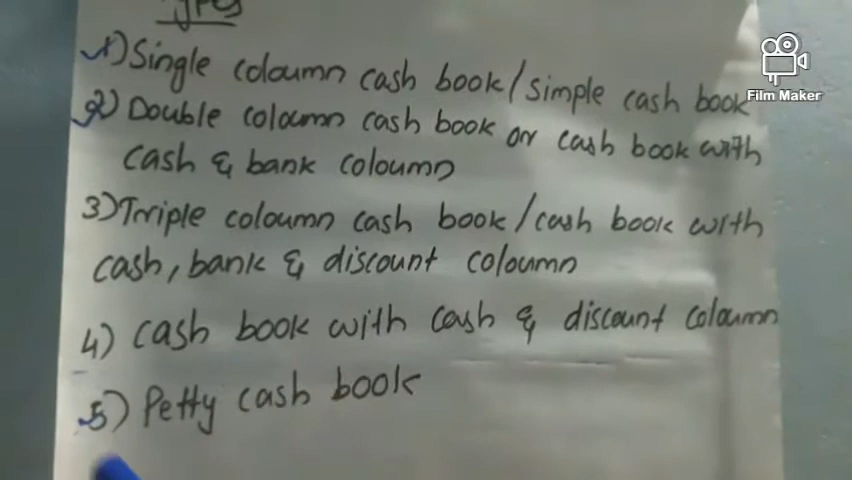 Types
1) Single coloumn cash book/simple cash book
Film Maker
2) Double coloumn cash book or cash book with
cash & bank coloumn
3) Triple coloumn cash book/cash book with
cash, bank & discount coloumn
4) cash book with cash & discount coloumn
5) Petty cash book